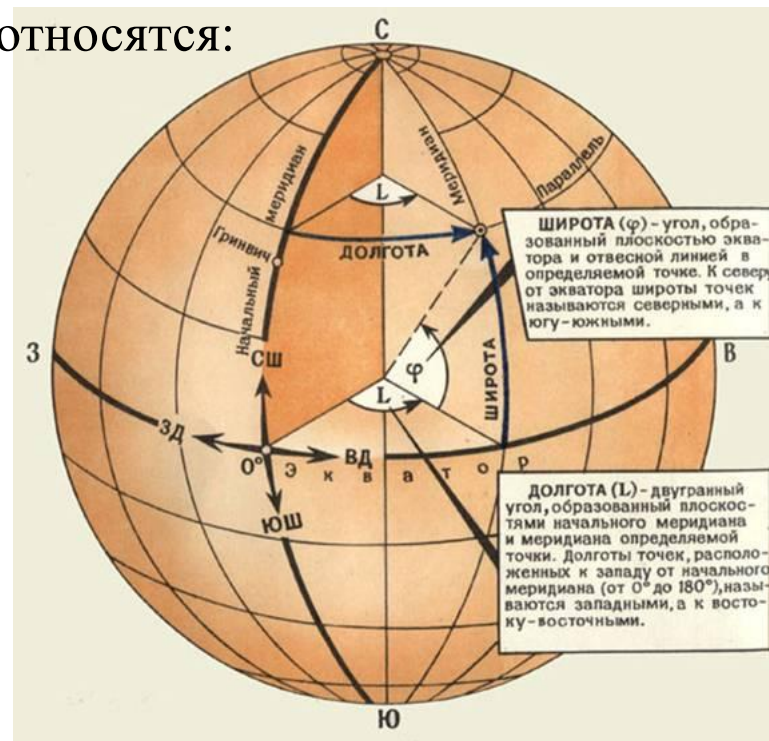 относятся:
С
меридиан
Меридиан
Параллель
L
Гринвич
ДОЛГОТА
Начальный
ШИРОТА (φ) - угол, обра-
зованный плоскостью эква-
тора и отвесной линией в
определяемой точке. К северу
от экватора широты точек
называются северными, а к
югу-южными.
З
СШ
В
φ
ШИРОТА
L
ЗД
0°
ВД
Экватор
ЮШ
ДОЛГОТА (L) - двугранный
угол, образованный плоскос-
тями начального меридиана
и меридиана определяемой
точки. Долготы точек, располо-
женных к западу от начального
меридиана (от 0° до 180°), назы-
ваются западными, а к восто-
ку-восточными.
Ю